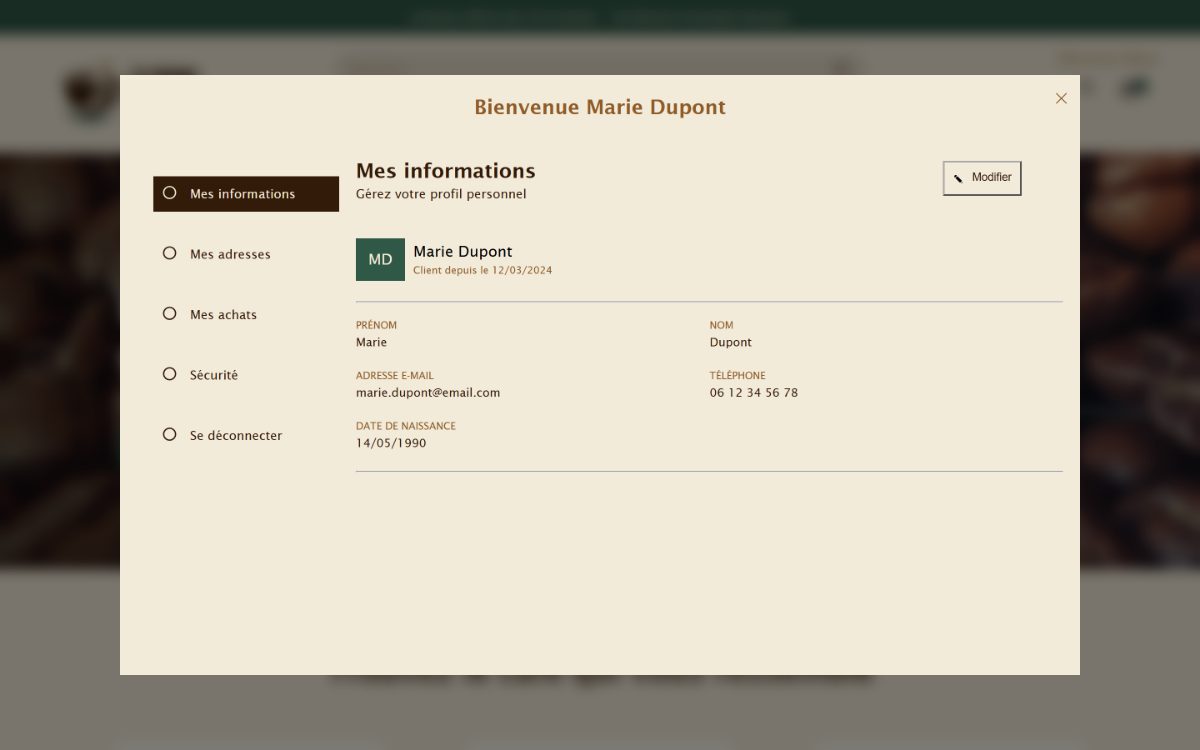 Bienvenue Marie Dupont
Mes informations
Mes adresses
Mes achats
Sécurité
Se déconnecter
Mes informations
Gérez votre profil personnel
Modifier
MD
Marie Dupont
Client depuis le 12/03/2024
PRÉNOM
Marie
NOM
Dupont
ADRESSE E-MAIL
marie.dupont@email.com
TÉLÉPHONE
06 12 34 56 78
DATE DE NAISSANCE
14/05/1990